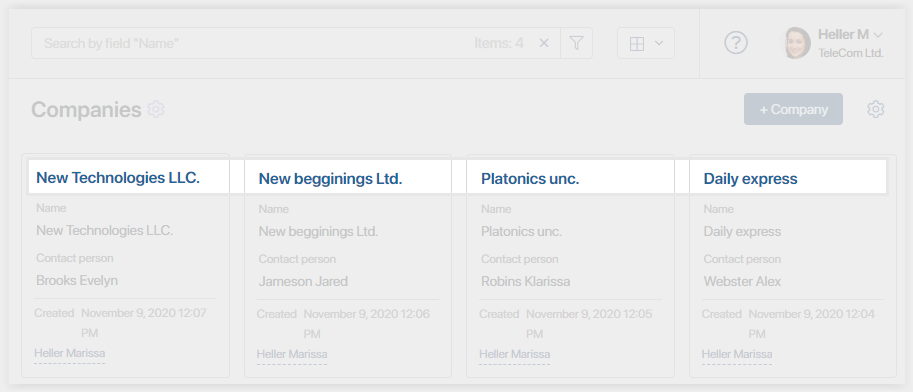 Search by field "Name" Items: 4
Heller M
TeleCom Ltd.
Companies
+ Company
New Technologies LLC.
Name
New Technologies LLC.
Contact person
Brooks Evelyn
Created November 9, 2020 12:07
PM
Heller Marissa
New begginings Ltd.
Name
New begginings Ltd.
Contact person
Jameson Jared
Created November 9, 2020 12:06
PM
Heller Marissa
Platonics unc.
Name
Platonics unc.
Contact person
Robins Klarissa
Created November 9, 2020 12:05
PM
Heller Marissa
Daily express
Name
Daily express
Contact person
Webster Alex
Created November 9, 2020 12:04
PM
Heller Marissa